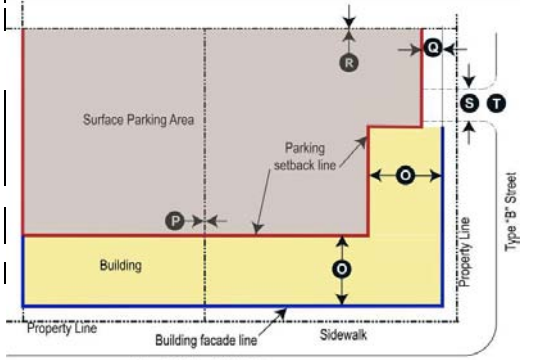 Q
R
S T
Surface Parking Area
Parking
setback line
O
P
Building
O
Property Line
Type "B" Street
Property Line
Building facade line
Sidewalk